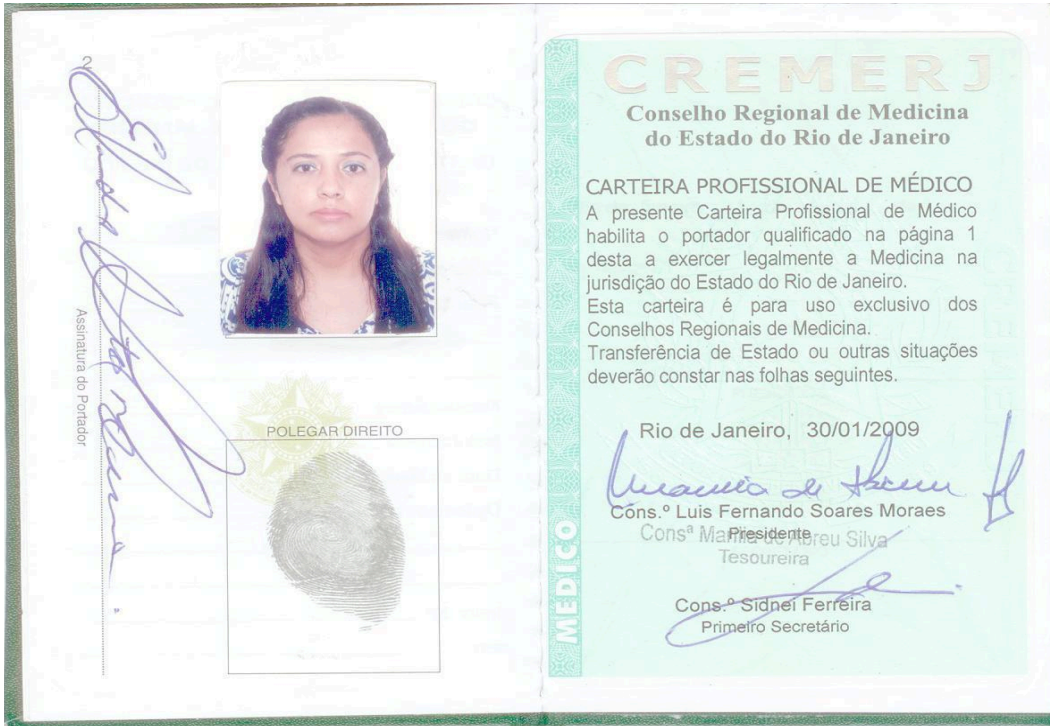 2
Assinatura do Portador
POLEGAR DIREITO
CREMERJ
Conselho Regional de Medicina
do Estado do Rio de Janeiro
CARTEIRA PROFISSIONAL DE MÉDICO
A presente Carteira Profissional de Médico
habilita o portador qualificado na página 1
desta a exercer legalmente a Medicina na
jurisdição do Estado do Rio de Janeiro.
Esta carteira é para uso exclusivo dos
Conselhos Regionais de Medicina.
Transferência de Estado ou outras situações
deverão constar nas folhas seguintes.
Rio de Janeiro, 30/01/2009
Cons.º Luis Fernando Soares Moraes
Presidente
Consª Marília de Abreu Silva
Tesoureira
Cons.º Sidnei Ferreira
Primeiro Secretário
MEDICO